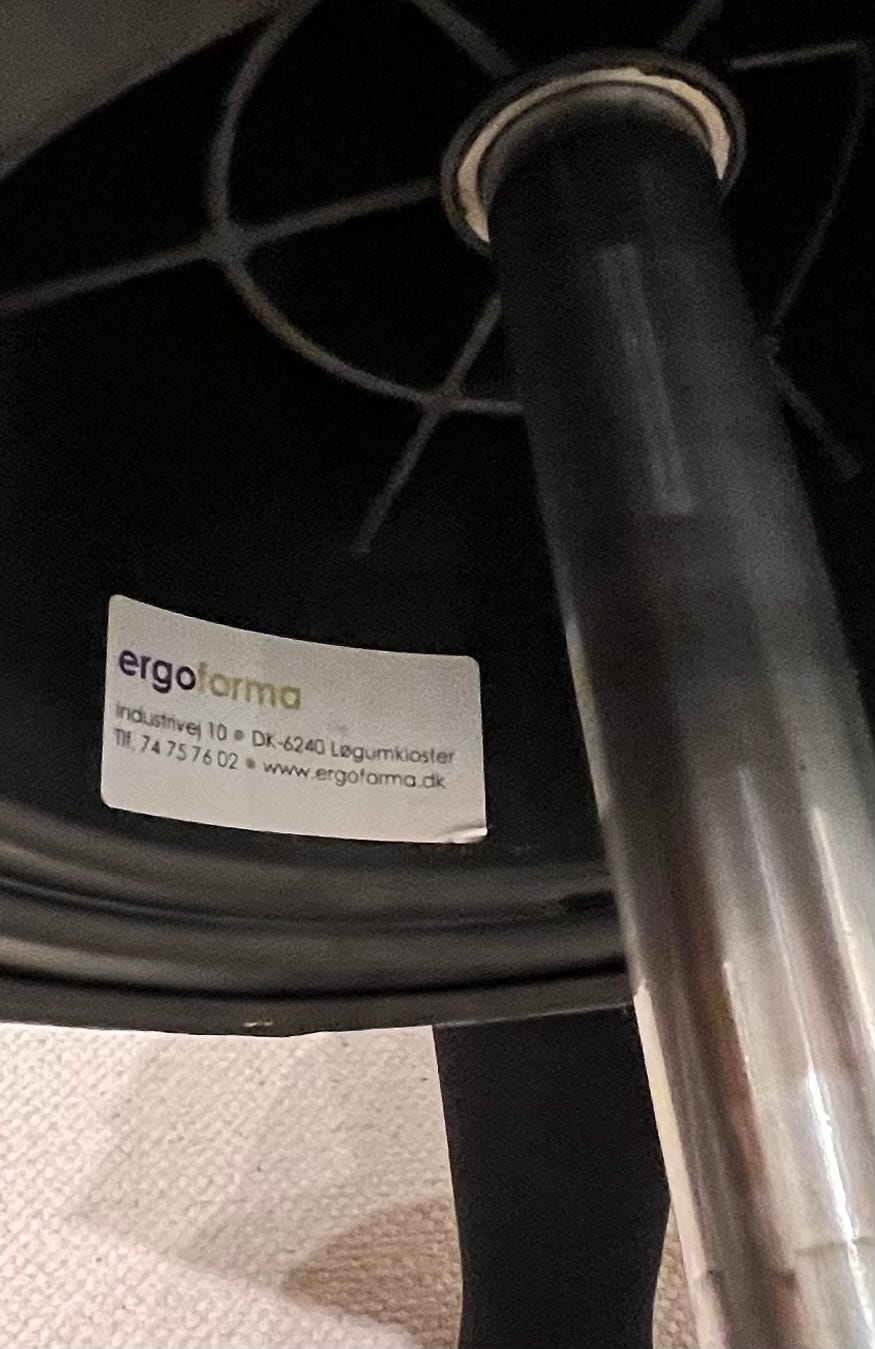 ergoforma
Industrivej 10 • DK-6240 Løgumkloster
Tlf. 74 75 76 02 • www.ergoforma.dk